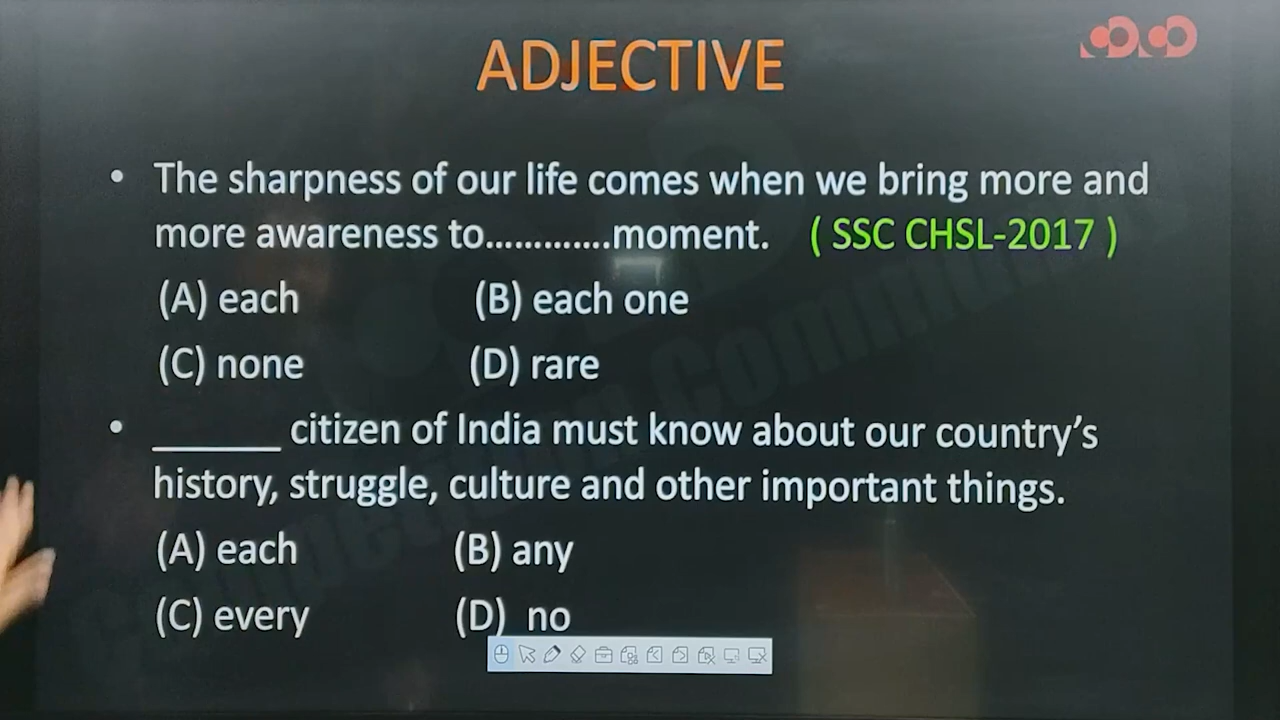 ADJECTIVE
• The sharpness of our life comes when we bring more and
more awareness to.............moment. ( SSC CHSL-2017 )
(A) each (B) each one
(C) none (D) rare
• ______ citizen of India must know about our country’s
history, struggle, culture and other important things.
(A) each (B) any
(C) every (D) no